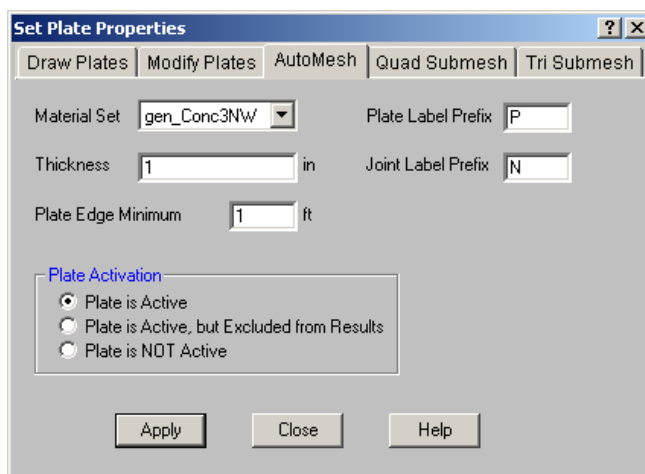 Set Plate Properties
Draw Plates Modify Plates AutoMesh Quad Submesh Tri Submesh
Material Set gen_Conc3NW Plate Label Prefix P
Thickness 1 in Joint Label Prefix N
Plate Edge Minimum 1 ft
Plate Activation
Plate is Active
Plate is Active, but Excluded from Results
Plate is NOT Active
Apply Close Help